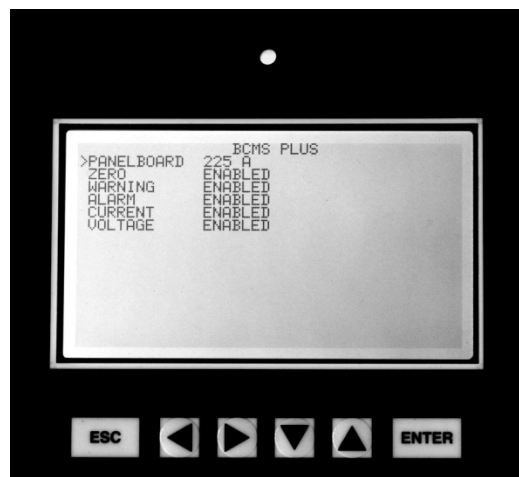 BCMS PLUS
>PANELBOARD 225 A
ZERO ENABLED
WARNING ENABLED
ALARM ENABLED
CURRENT ENABLED
VOLTAGE ENABLED
ESC ENTER